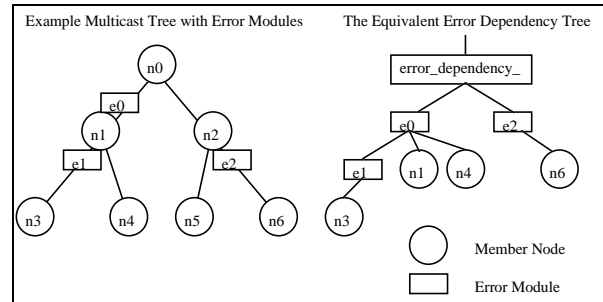 Example Multicast Tree with Error Modules
The Equivalent Error Dependency Tree
n0
e0
n1
n2
e1
e2
n3
n4
n5
n6
error_dependency_
e0
e2
e1
n1
n4
n6
n3
Member Node
Error Module